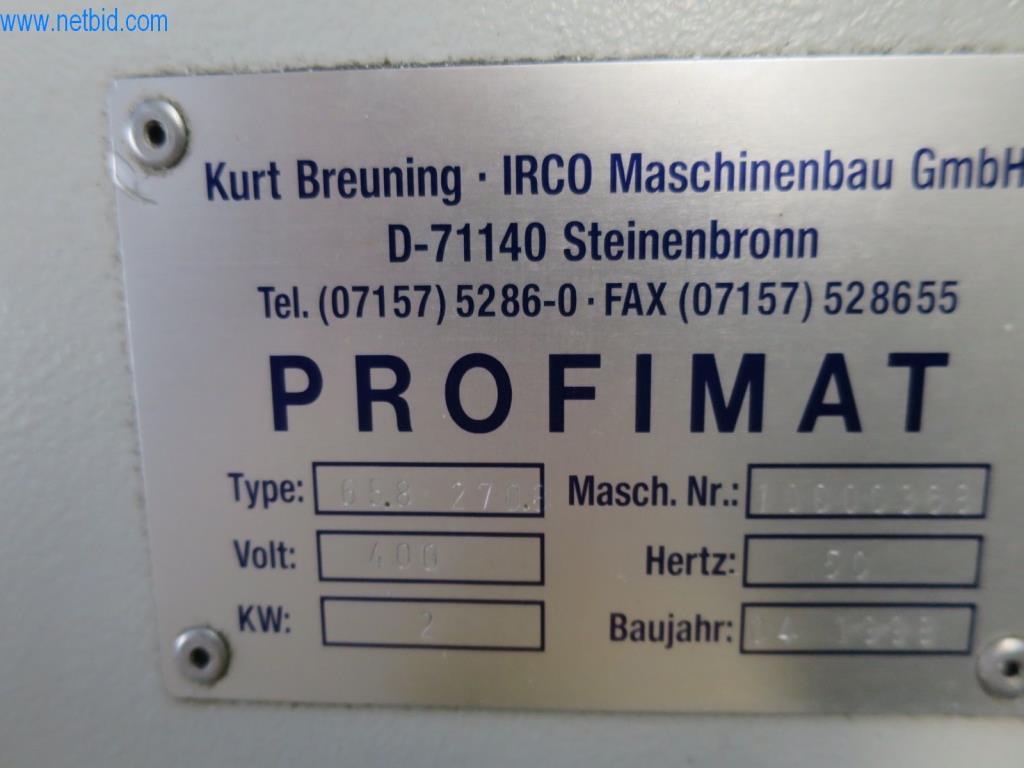 www.netbid.com
Kurt Breuning · IRCO Maschinenbau GmbH
D-71140 Steinenbronn
Tel. (07157) 5286-0 · FAX (07157) 528655
PROFIMAT
Type: Masch. Nr.:
Volt: 400 Hertz: 50
KW: 2 Baujahr: